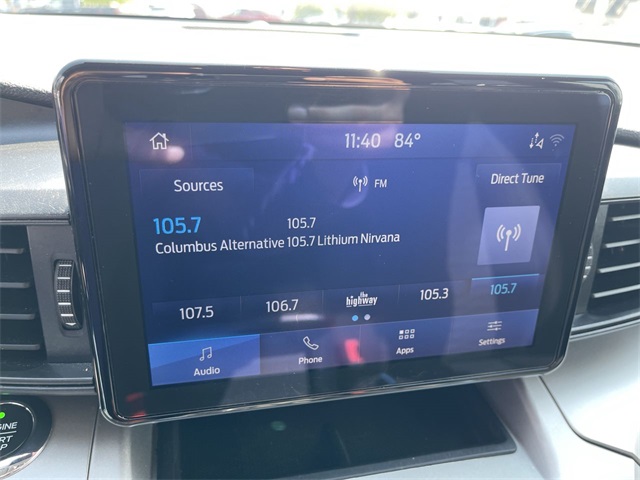 11:40 84°
Sources FM Direct Tune
105.7 105.7
Columbus Alternative 105.7 Lithium Nirvana
107.5 106.7 the highway 105.3 105.7
Audio Phone Apps Settings